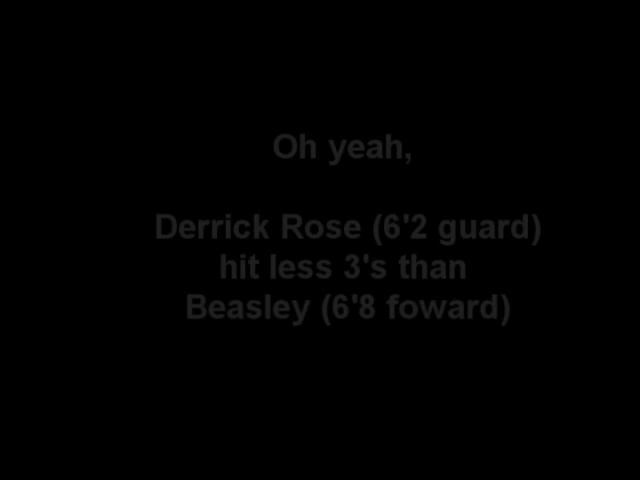 Oh yeah,
Derrick Rose (6'2 guard)
hit less 3's than
Beasley (6'8 foward)